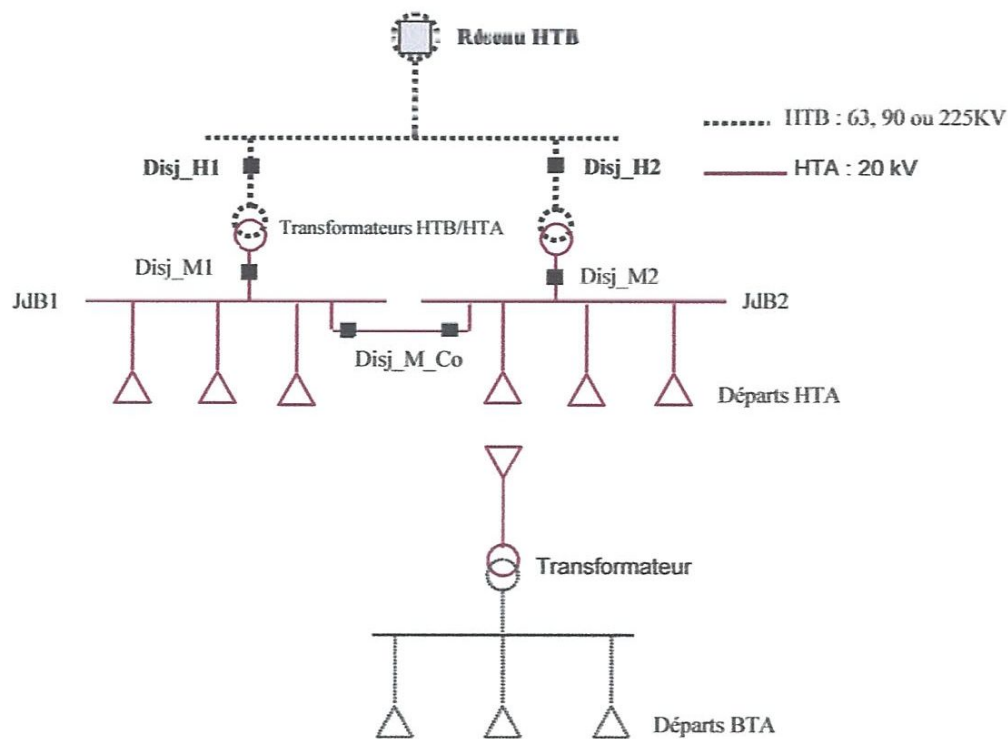 Réseau HTB
HTB : 63, 90 ou 225KV
Disj_H1
Disj_H2
HTA : 20 kV
Transformateurs HTB/HTA
Disj_M1
Disj_M2
JdB1
JdB2
Disj_M_Co
Départs HTA
Transformateur
Départs BTA